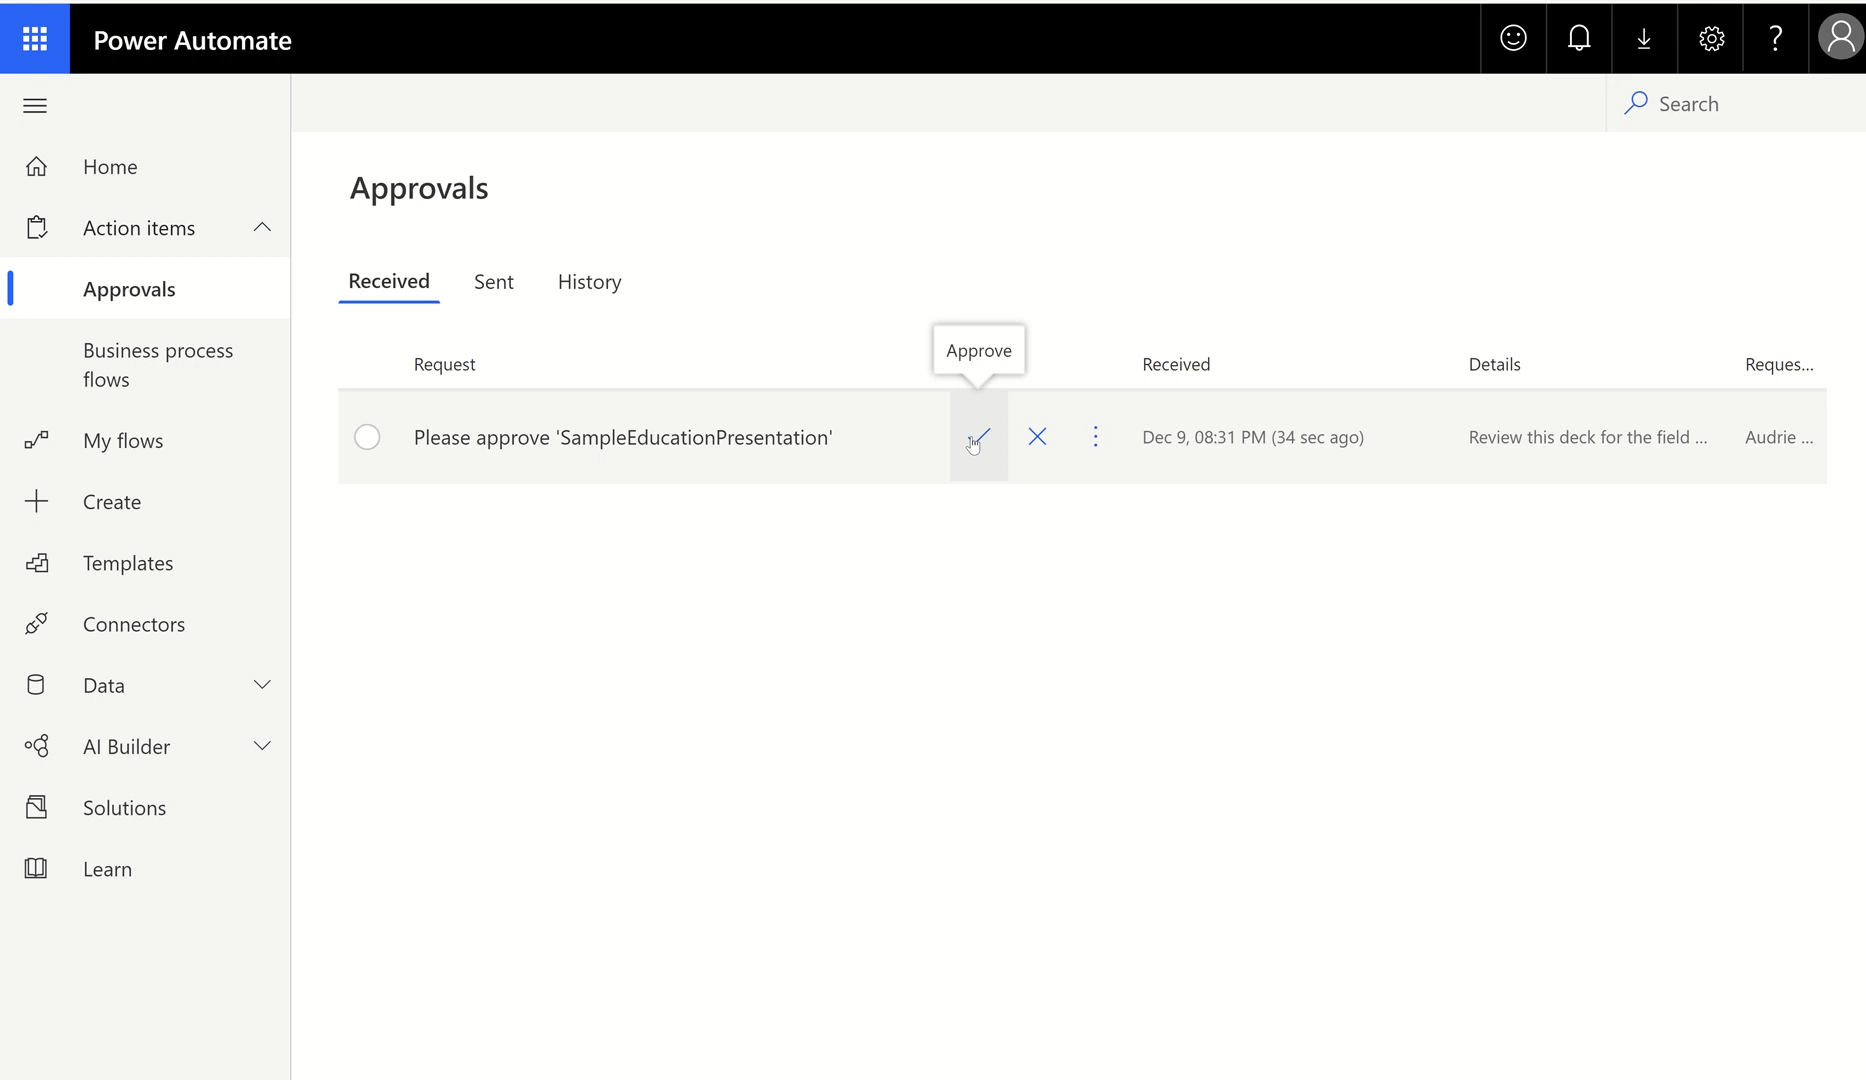 Power Automate
Search
Home
Action items
Approvals
Business process
flows
My flows
Create
Templates
Connectors
Data
AI Builder
Solutions
Learn
Approvals
Received
Sent
History
Approve
Request
Received
Details
Reques...
Please approve 'SampleEducationPresentation'
Dec 9, 08:31 PM (34 sec ago)
Review this deck for the field ...
Audrie ...